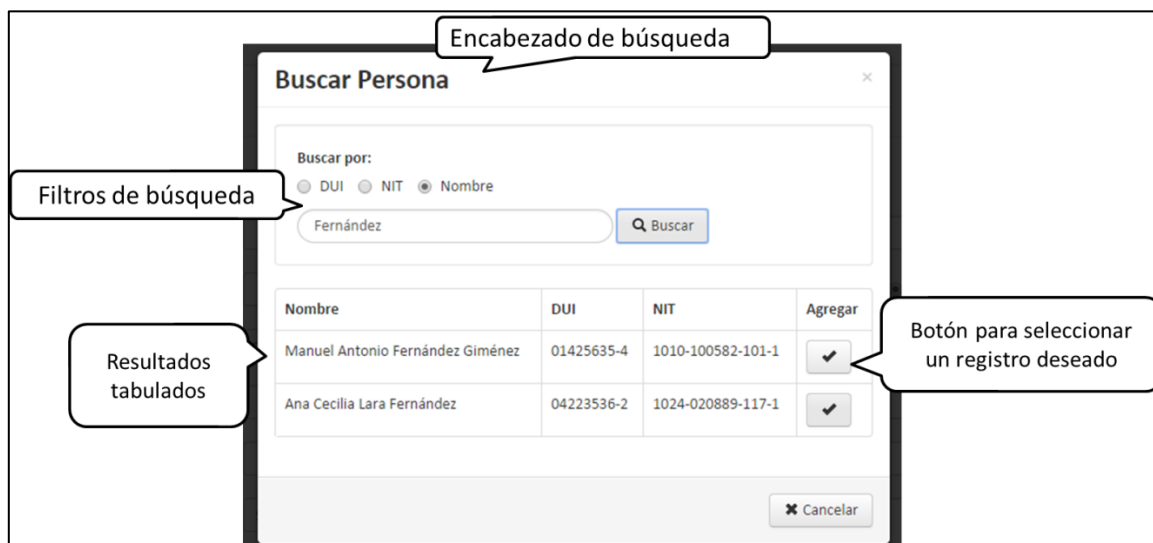 Encabezado de búsqueda
Buscar Persona
×
Buscar por:
DUI NIT Nombre
Filtros de búsqueda
Fernández Buscar
Nombre DUI NIT Agregar
Manuel Antonio Fernández Giménez 01425635-4 1010-100582-101-1
Ana Cecilia Lara Fernández 04223536-2 1024-020889-117-1
Resultados
tabulados
Botón para seleccionar
un registro deseado
Cancelar